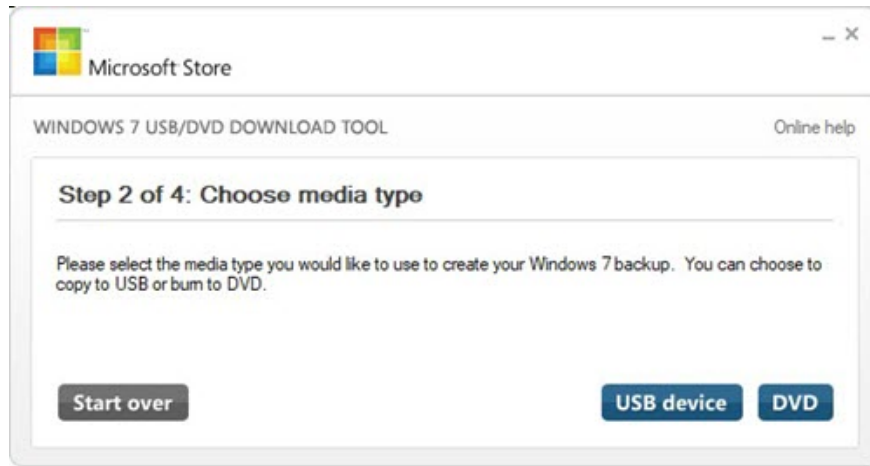 Microsoft Store
WINDOWS 7 USB/DVD DOWNLOAD TOOL
Online help
Step 2 of 4: Choose media type
Please select the media type you would like to use to create your Windows 7 backup. You can choose to
copy to USB or burn to DVD.
Start over
USB device
DVD